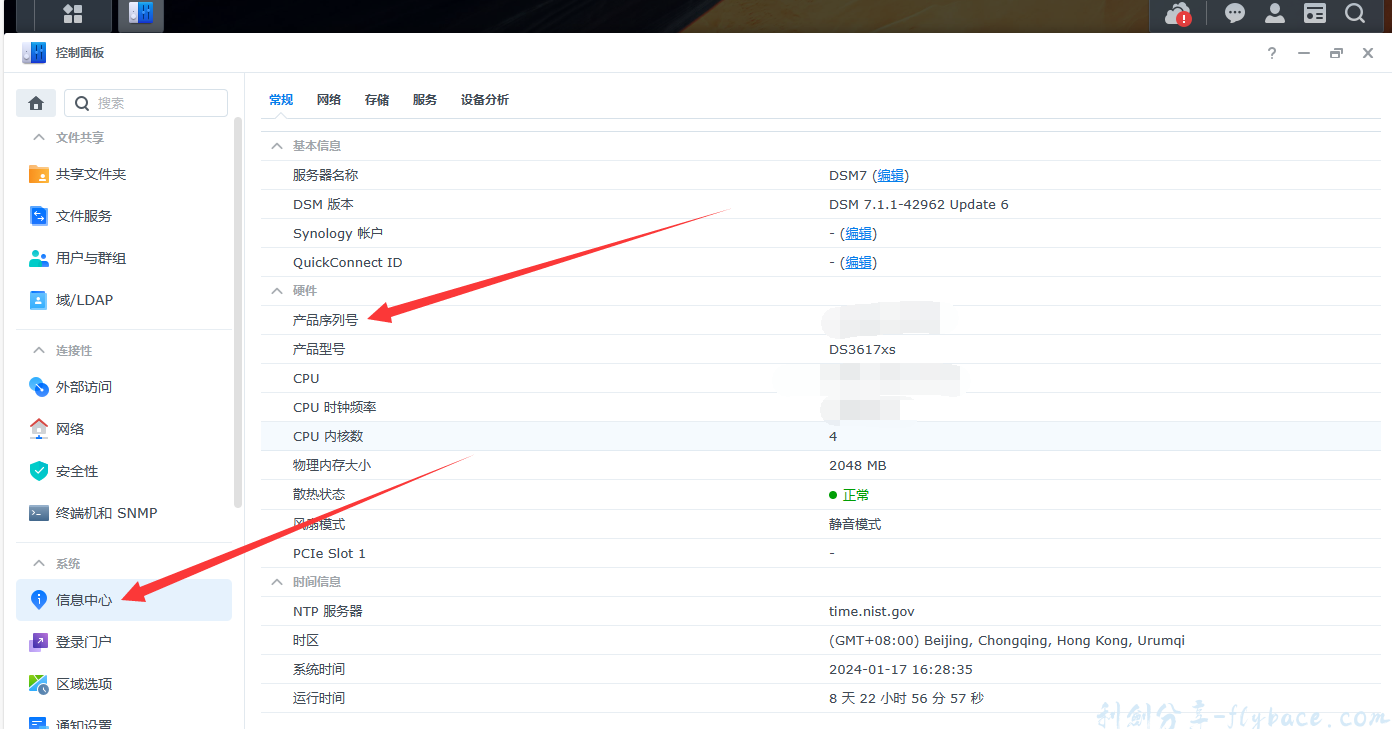 控制面板
搜索
文件共享
共享文件夹
文件服务
用户与群组
域/LDAP
连接性
外部访问
网络
安全性
终端机和 SNMP
系统
信息中心
登录门户
区域选项
通知设置
常规 网络 存储 服务 设备分析
基本信息
服务器名称 DSM7 (编辑)
DSM 版本 DSM 7.1.1-42962 Update 6
Synology 帐户 - (编辑)
QuickConnect ID - (编辑)
硬件
产品序列号
产品型号 DS3617xs
CPU
CPU 时钟频率
CPU 内核数 4
物理内存大小 2048 MB
散热状态 正常
风扇模式 静音模式
PCIe Slot 1 -
时间信息
NTP 服务器 time.nist.gov
时区 (GMT+08:00) Beijing, Chongqing, Hong Kong, Urumqi
系统时间 2024-01-17 16:28:35
运行时间 8 天 22 小时 56 分 57 秒
利剑分享-flybace.com